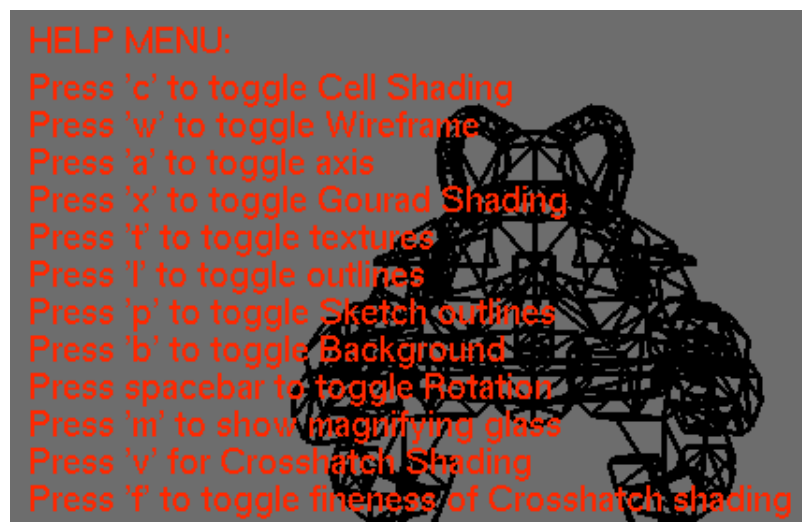 HELP MENU:
Press 'c' to toggle Cell Shading
Press 'w' to toggle Wireframe
Press 'a' to toggle axis
Press 'x' to toggle Gourad Shading
Press 't' to toggle textures
Press 'l' to toggle outlines
Press 'p' to toggle Sketch outlines
Press 'b' to toggle Background
Press spacebar to toggle Rotation
Press 'm' to show magnifying glass
Press 'v' for Crosshatch Shading
Press 'f' to toggle fineness of Crosshatch shading